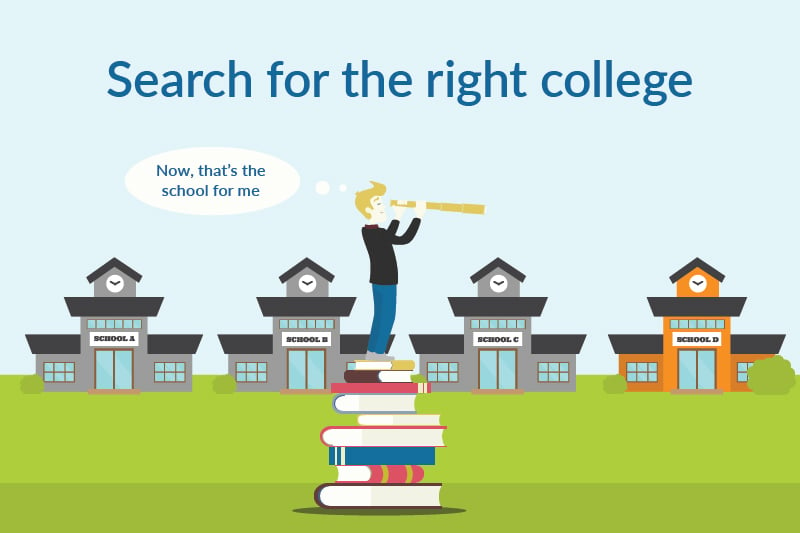 Search for the right college
Now, that's the
school for me
SCHOOL A
SCHOOL B
SCHOOL C
SCHOOL D